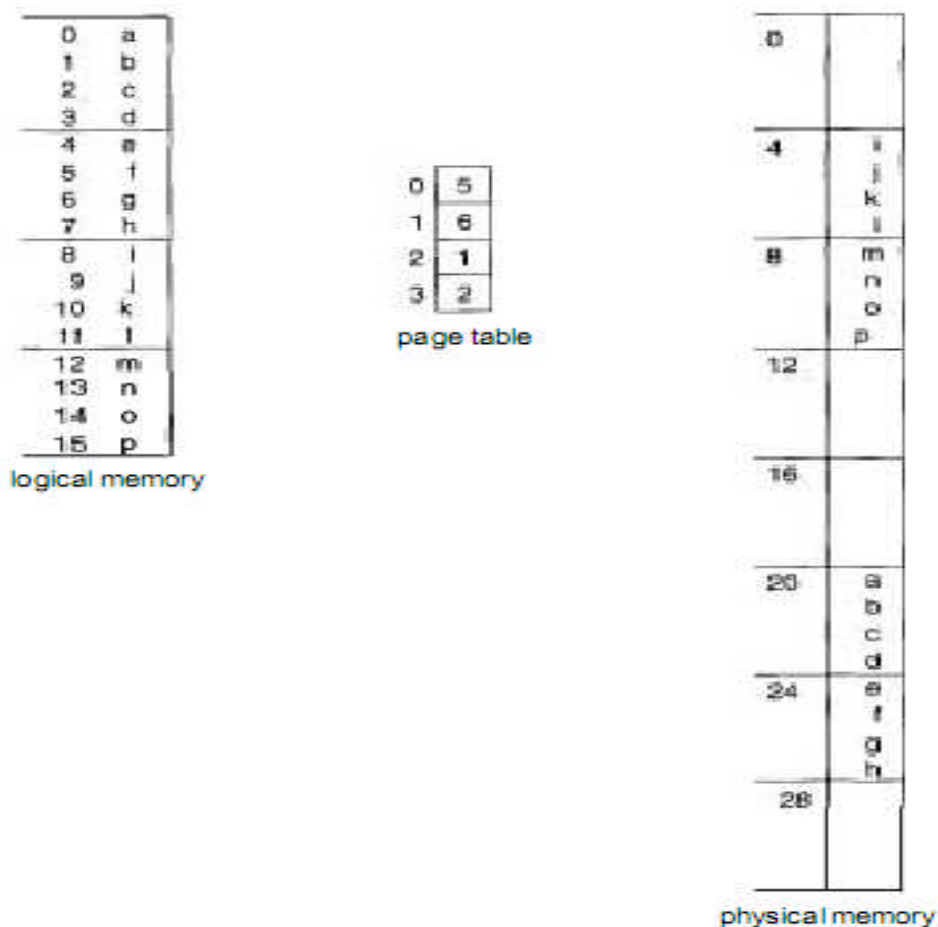 0 a
1 b
2 c
3 d
4 e
5 f
6 g
7 h
8 i
9 j
10 k
11 l
12 m
13 n
14 o
15 p
logical memory
0 5
1 6
2 1
3 2
page table
0
4 i
j
k
l
8 m
n
o
p
12
16
20 a
b
c
d
24 e
f
g
h
28
physical memory